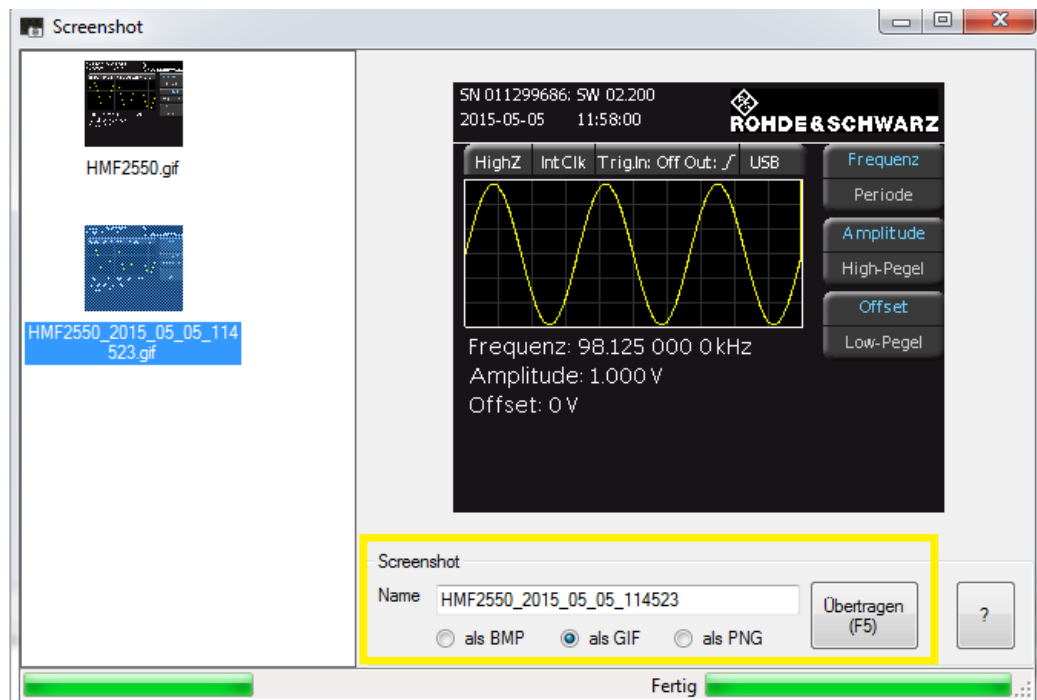 Screenshot
HMF2550.gif
HMF2550_2015_05_05_114
523.gif
SN 011299686; SW 02.200
2015-05-05 11:58:00
ROHDE&SCHWARZ
HighZ IntClk Trig.In: Off Out: USB
Frequenz
Periode
Amplitude
High-Pegel
Offset
Low-Pegel
Frequenz: 98.125 000 0 kHz
Amplitude: 1.000 V
Offset: 0 V
Screenshot
Name HMF2550_2015_05_05_114523
als BMP als GIF als PNG
Übertragen
(F5)
?
Fertig